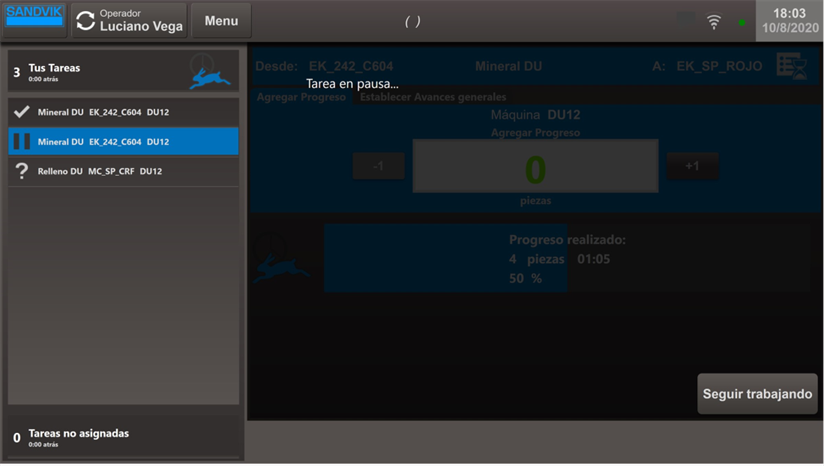 SANDVIK
Operador
Luciano Vega
Menu
( )
18:03
10/8/2020
3 Tus Tareas
0:00 atrás
Mineral DU EK_242_C604 DU12
Mineral DU EK_242_C604 DU12
? Relleno DU MC_SP_CRF DU12
0 Tareas no asignadas
0:00 atrás
Desde: EK_242_C604 Mineral DU A: EK_SP_ROJO
Tarea en pausa...
Agregar Progreso Establecer Avances generales
Máquina DU12
Agregar Progreso
-1 0 +1
piezas
Progreso realizado:
4 piezas 01:05
50 %
Seguir trabajando